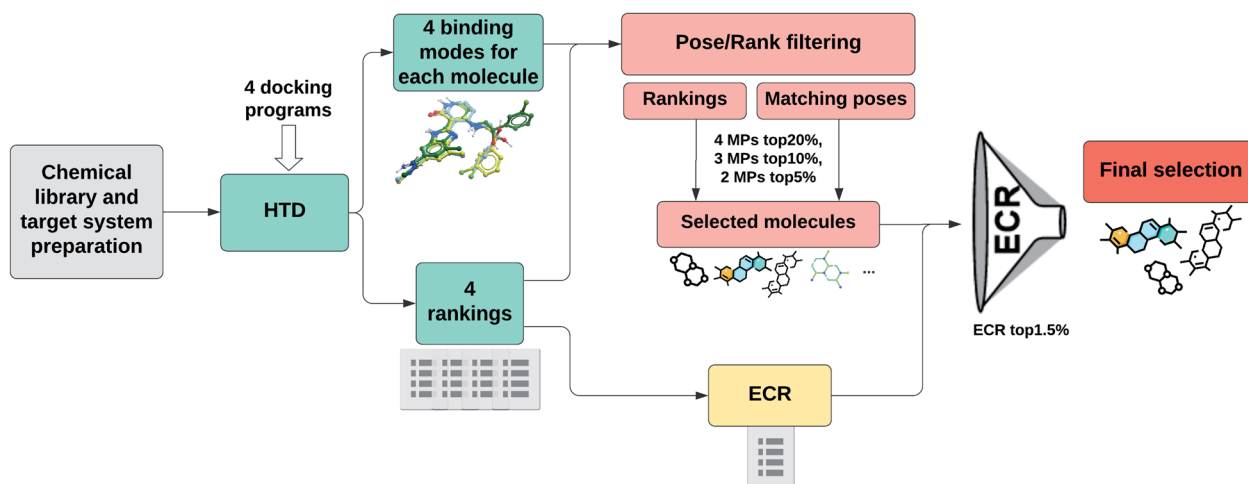 4 docking
programs
Chemical
library and
target system
preparation
HTD
4 binding
modes for
each molecule
4
rankings
Pose/Rank filtering
Rankings
Matching poses
4 MPs top20%,
3 MPs top10%,
2 MPs top5%
Selected molecules
...
ECR
ECR
ECR top1.5%
Final selection